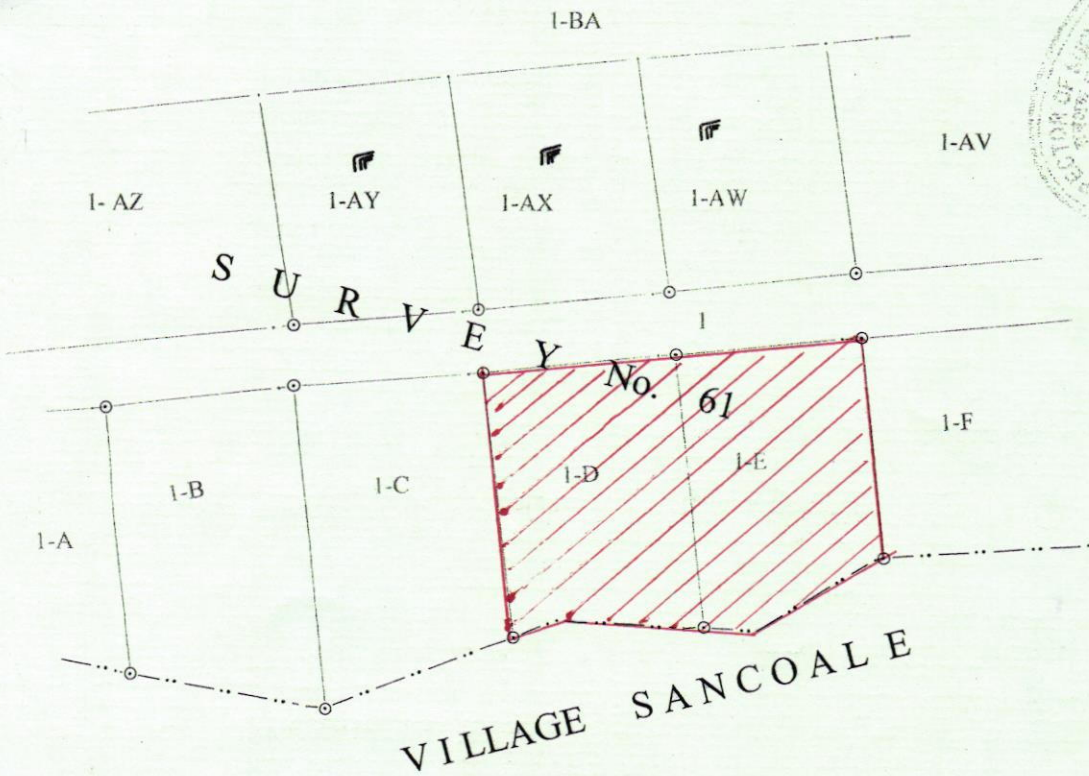 1-BA
1-AV
1- AZ
1-AY
1-AX
1-AW
SURVEY No. 61
1
1-F
1-E
1-D
1-C
1-B
1-A
VILLAGE SANCOALE